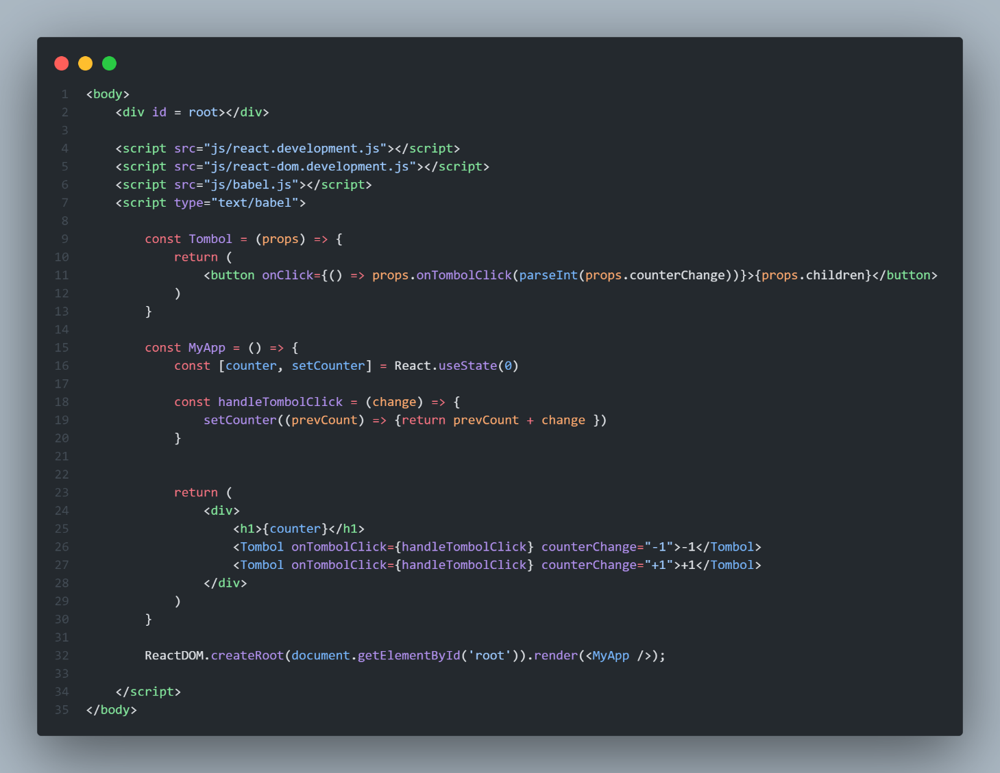 1 <body>
2     <div id = root></div>
3
4     <script src="js/react.development.js"></script>
5     <script src="js/react-dom.development.js"></script>
6     <script src="js/babel.js"></script>
7     <script type="text/babel">
8
9         const Tombol = (props) => {
10             return (
11                 <button onClick={() => props.onTombolClick(parseInt(props.counterChange))}>{props.children}</button>
12             )
13         }
14
15         const MyApp = () => {
16             const [counter, setCounter] = React.useState(0)
17
18             const handleTombolClick = (change) => {
19                 setCounter((prevCount) => {return prevCount + change })
20             }
21
22
23             return (
24                 <div>
25                     <h1>{counter}</h1>
26                     <Tombol onTombolClick={handleTombolClick} counterChange="-1">-1</Tombol>
27                     <Tombol onTombolClick={handleTombolClick} counterChange="+1">+1</Tombol>
28                 </div>
29             )
30         }
31
32         ReactDOM.createRoot(document.getElementById('root')).render(<MyApp />);
33
34     </script>
35 </body>